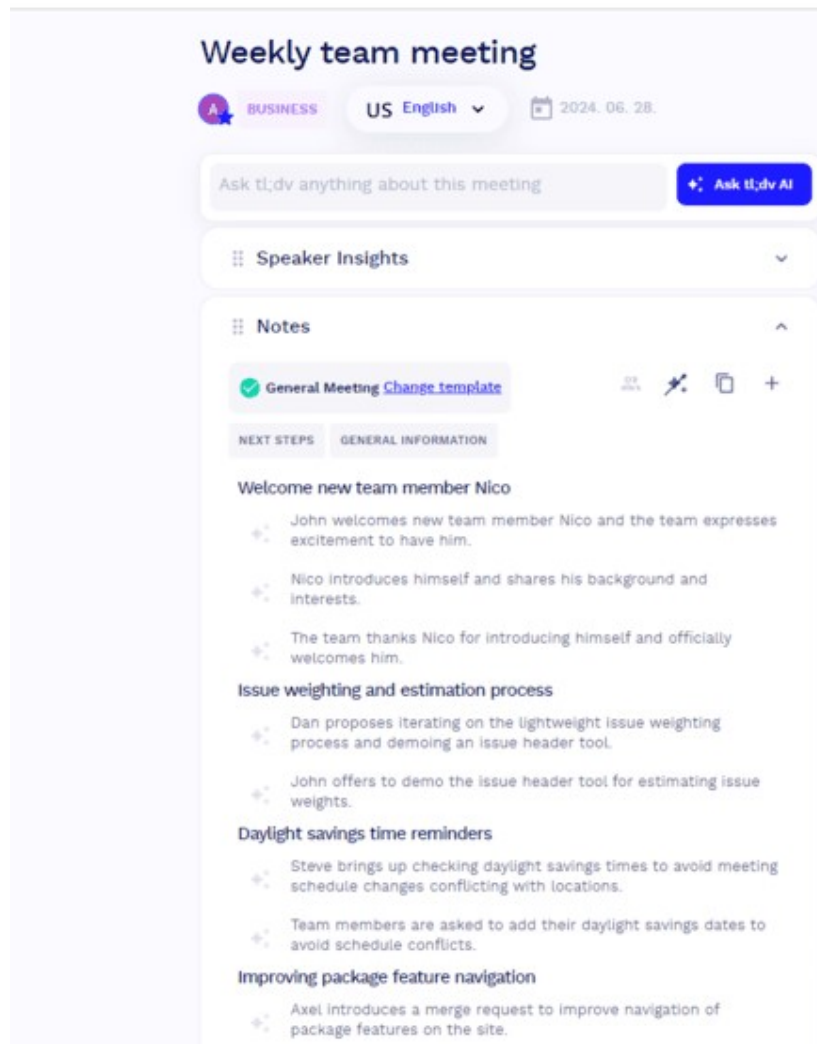 Weekly team meeting
A BUSINESS US English 2024. 06. 28.
Ask tl;dv anything about this meeting Ask tl;dv AI
Speaker Insights
Notes
General Meeting Change template
NEXT STEPS GENERAL INFORMATION
Welcome new team member Nico
John welcomes new team member Nico and the team expresses
excitement to have him.
Nico introduces himself and shares his background and
interests.
The team thanks Nico for introducing himself and officially
welcomes him.
Issue weighting and estimation process
Dan proposes iterating on the lightweight issue weighting
process and demoing an issue header tool.
John offers to demo the issue header tool for estimating issue
weights.
Daylight savings time reminders
Steve brings up checking daylight savings times to avoid meeting
schedule changes conflicting with locations.
Team members are asked to add their daylight savings dates to
avoid schedule conflicts.
Improving package feature navigation
Axel introduces a merge request to improve navigation of
package features on the site.